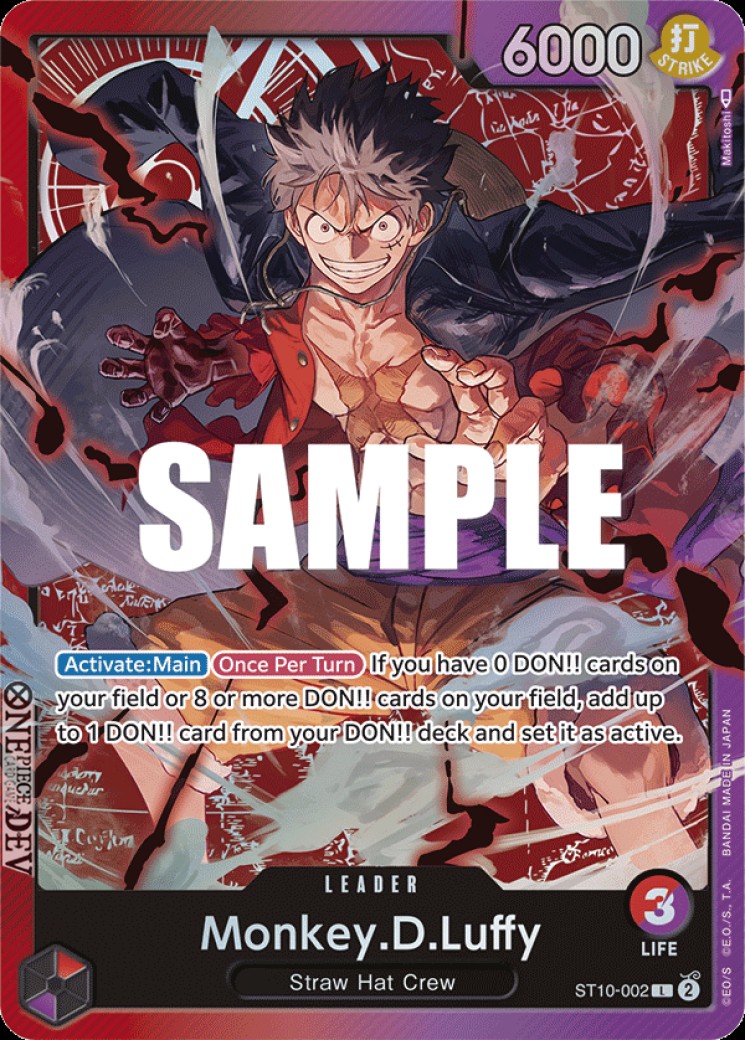 6000
打
STRIKE
Makitoshi
SAMPLE
Activate:Main Once Per Turn If you have 0 DON!! cards on
your field or 8 or more DON!! cards on your field, add up
to 1 DON!! card from your DON!! deck and set it as active.
ONE PIECE
CARD GAME
DEV
BANDAI MADE IN JAPAN
©E.O./S., T.A.
©EO/S
LEADER
Monkey.D.Luffy
3
LIFE
Straw Hat Crew
ST10-002 L 2